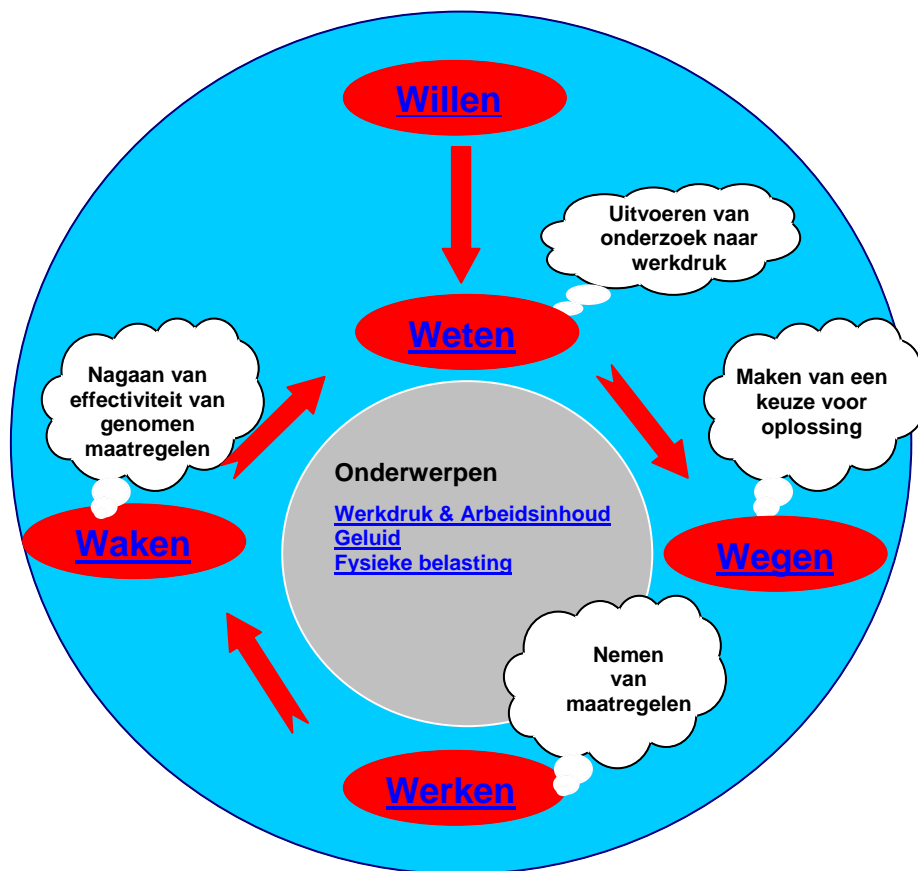 Willen
Uitvoeren van
onderzoek naar
werkdruk
Weten
Nagaan van
effectiviteit van
genomen
maatregelen
Maken van een
keuze voor
oplossing
Onderwerpen
Werkdruk & Arbeidsinhoud
Geluid
Fysieke belasting
Waken
Wegen
Nemen
van
maatregelen
Werken